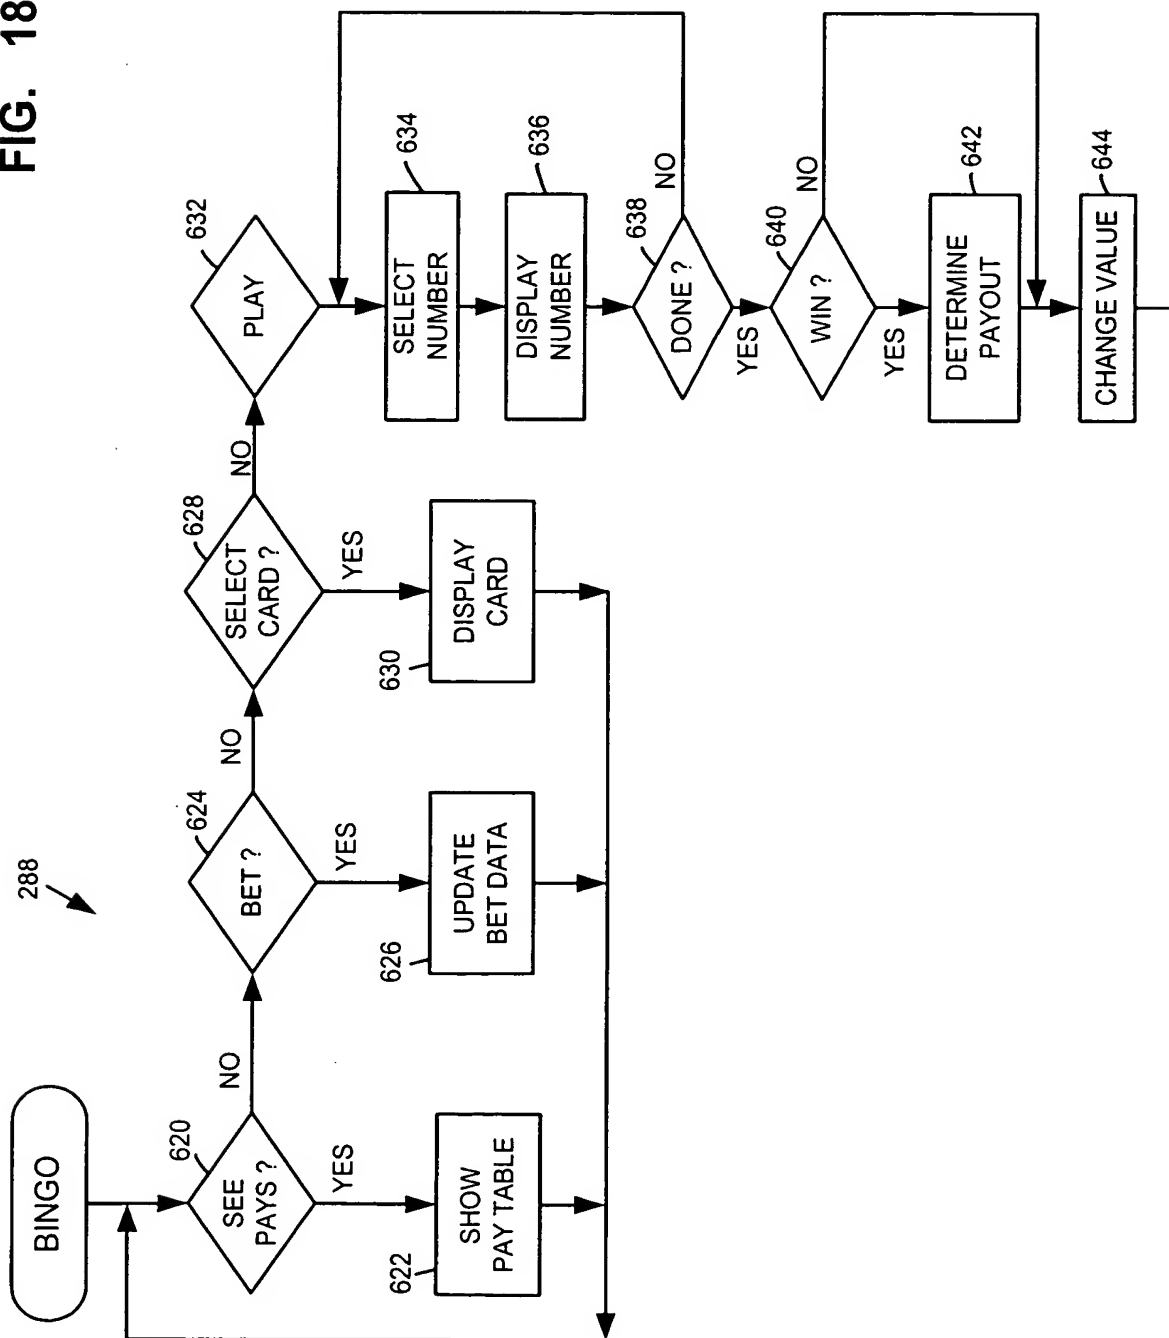 FIG. 18
288
BINGO
620
SEE
PAYS ?
NO
YES
622
SHOW
PAY TABLE
624
BET ?
NO
YES
626
UPDATE
BET DATA
628
SELECT
CARD ?
NO
YES
630
DISPLAY
CARD
632
PLAY
634
SELECT
NUMBER
636
DISPLAY
NUMBER
638
DONE ?
NO
YES
640
WIN ?
NO
YES
642
DETERMINE
PAYOUT
644
CHANGE VALUE